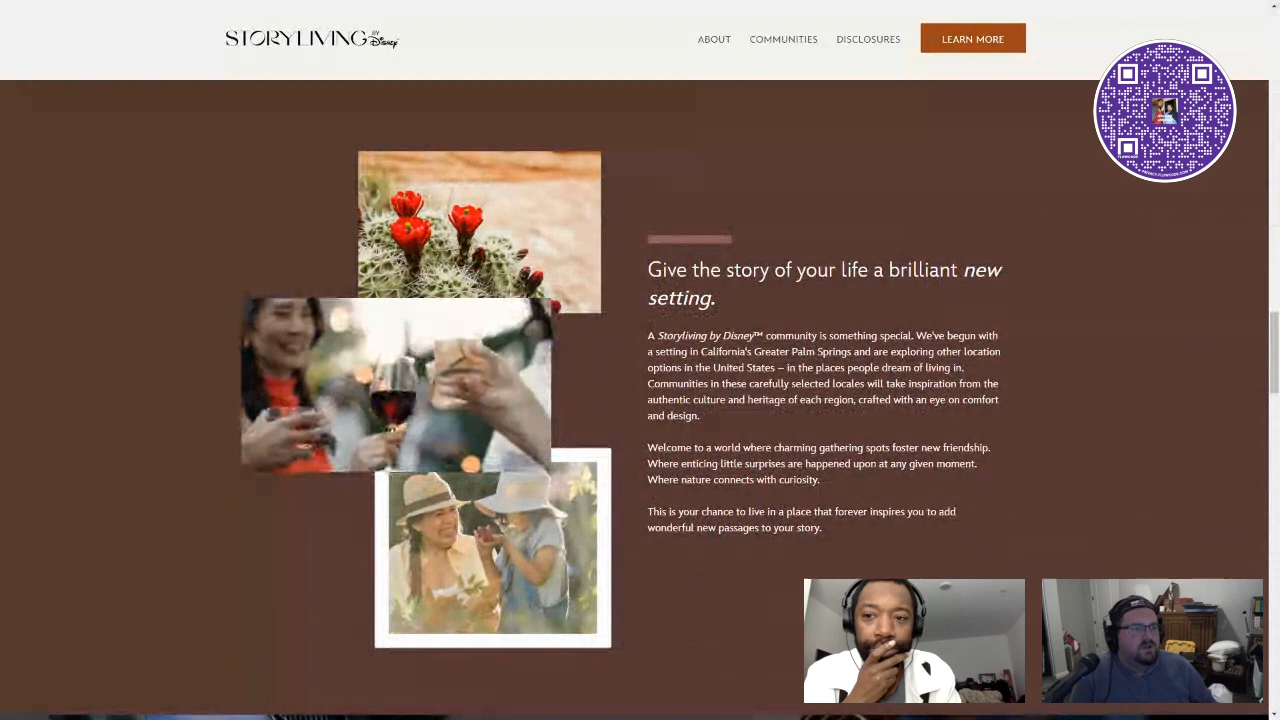 STORYLIVING BY Disney
ABOUT COMMUNITIES DISCLOSURES LEARN MORE
Give the story of your life a brilliant new
setting.
A Storyliving by Disney™ community is something special. We've begun with
a setting in California's Greater Palm Springs and are exploring other location
options in the United States – in the places people dream of living in.
Communities in these carefully selected locales will take inspiration from the
authentic culture and heritage of each region, crafted with an eye on comfort
and design.
Welcome to a world where charming gathering spots foster new friendship.
Where enticing little surprises are happened upon at any given moment.
Where nature connects with curiosity.
This is your chance to live in a place that forever inspires you to add
wonderful new passages to your story.
FLOWCODE
PRIVACY.FLOWCODE.COM